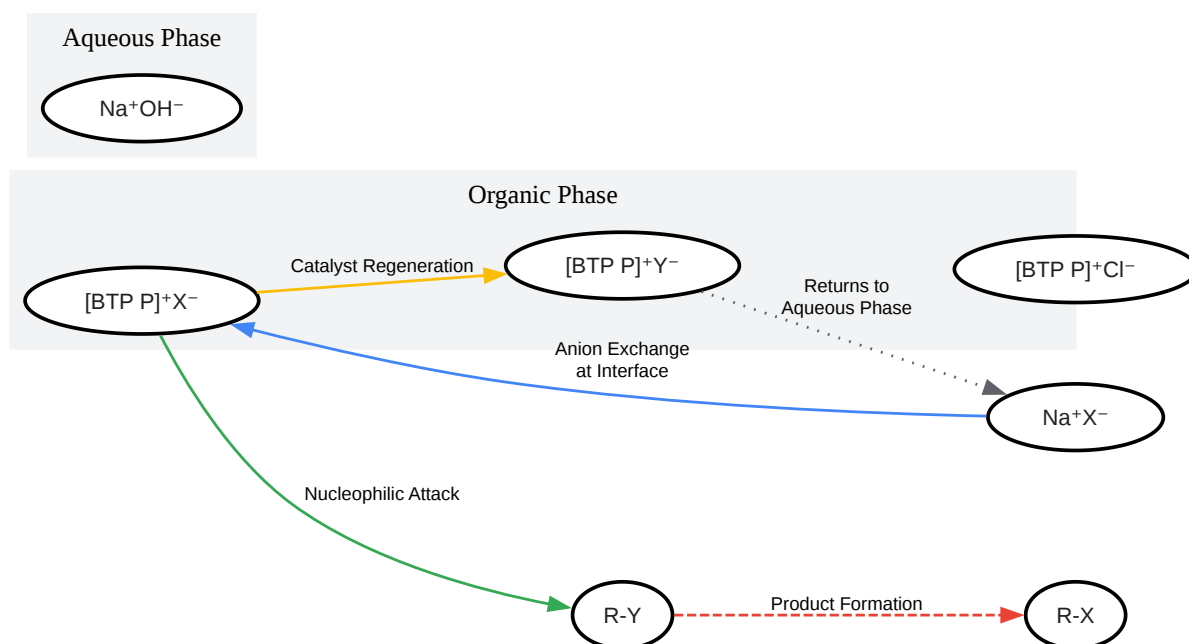 Aqueous Phase
Na⁺OH⁻
Organic Phase
Catalyst Regeneration
[BTP P]⁺Y⁻
[BTP P]⁺Cl⁻
[BTP P]⁺X⁻
Returns to
Aqueous Phase
Anion Exchange
at Interface
Na⁺X⁻
Nucleophilic Attack
R-Y
Product Formation
R-X